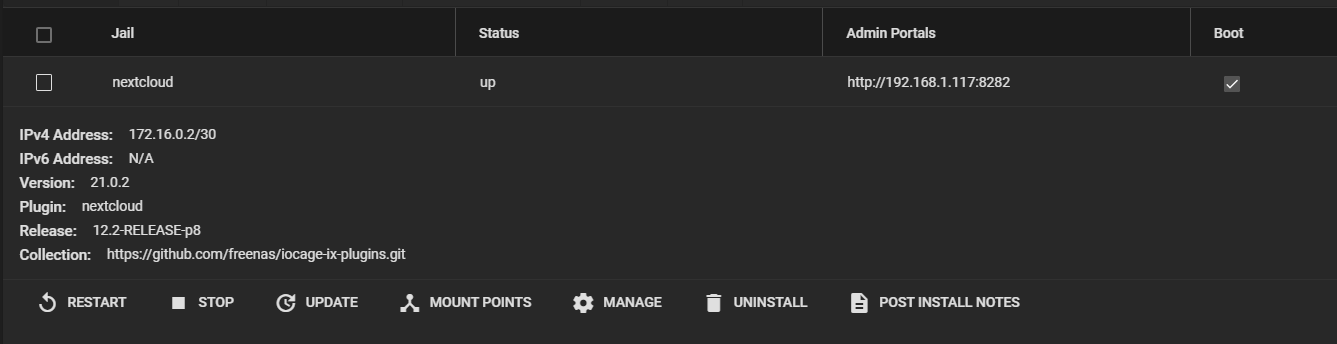 Jail Status Admin Portals Boot
nextcloud up http://192.168.1.117:8282
IPv4 Address: 172.16.0.2/30
IPv6 Address: N/A
Version: 21.0.2
Plugin: nextcloud
Release: 12.2-RELEASE-p8
Collection: https://github.com/freenas/iocage-ix-plugins.git
RESTART STOP UPDATE MOUNT POINTS MANAGE UNINSTALL POST INSTALL NOTES